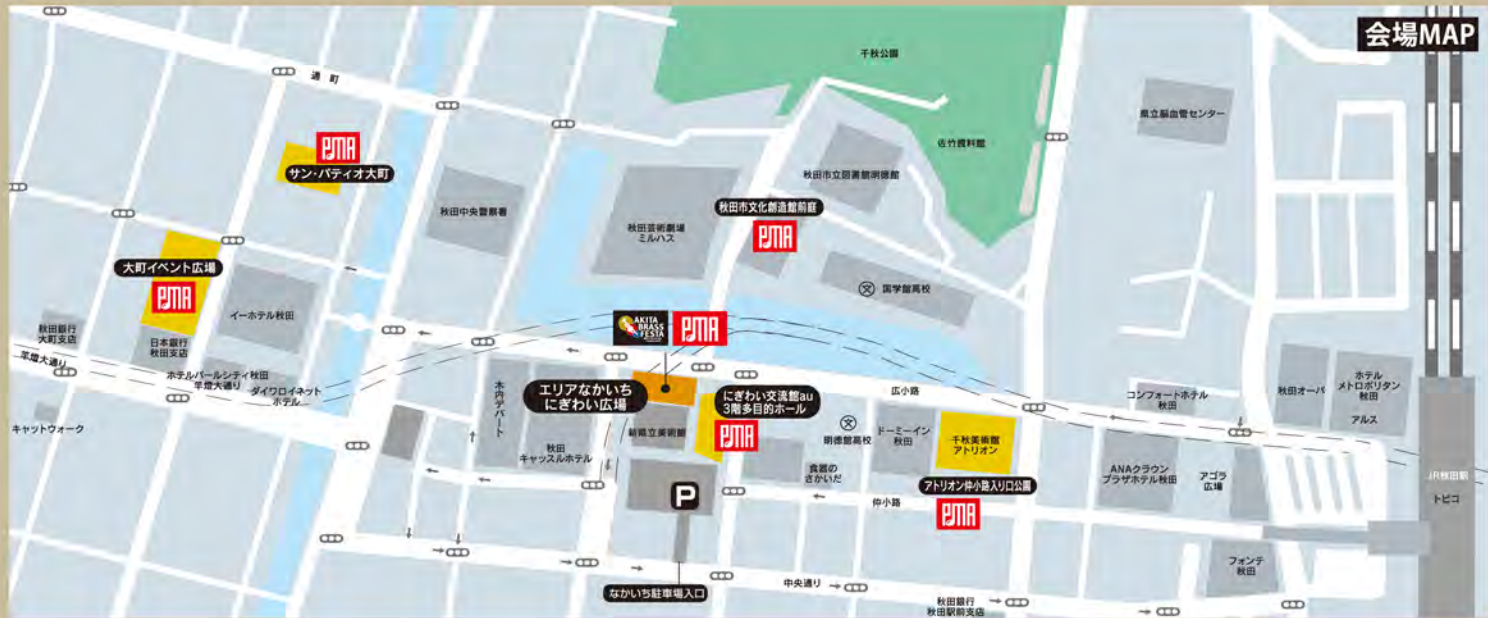 会場MAP
千秋公園
通町
県立脳血管センター
PJMA
サン・パティオ大町
佐竹資料館
秋田市立図書館明徳館
秋田中央警察署
秋田市文化創造館前庭
PJMA
秋田芸術劇場
ミルハス
大町イベント広場
PJMA
国学館高校
イーホテル秋田
AKITA
BRASS
FESTA
PJMA
秋田銀行
大町支店
日本銀行
秋田支店
竿燈大通り
ホテルパールシティ秋田
竿燈大通り
ダイワロイネット
ホテル
木内デパート
エリアなかいち
にぎわい広場
にぎわい交流館au
3階多目的ホール
PJMA
広小路
コンフォートホテル
秋田
秋田オーパ
ホテル
メトロポリタン
秋田
アルス
キャットウォーク
秋田
キャッスルホテル
新県立美術館
明徳館高校
ドーミーイン
秋田
千秋美術館
アトリオン
食器の
さかいだ
ANAクラウン
プラザホテル秋田
アゴラ
広場
JR秋田駅
トピコ
アトリオン仲小路入り口公園
PJMA
P
仲小路
フォンテ
秋田
中央通り
なかいち駐車場入口
秋田銀行
秋田駅前支店